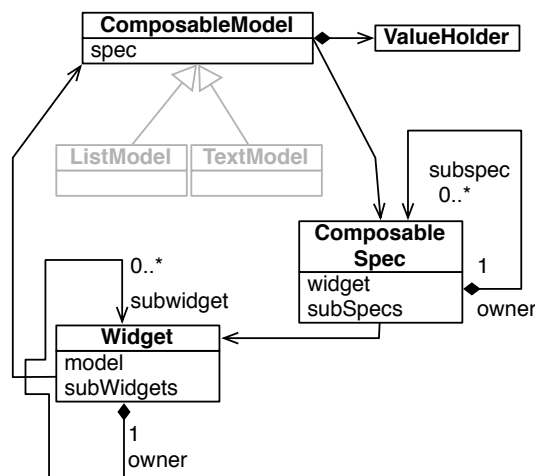 ComposableModel
spec
ValueHolder
ListModel
TextModel
subspec
0..*
Composable
Spec
widget
subSpecs
1
owner
0..*
subwidget
Widget
model
subWidgets
1
owner